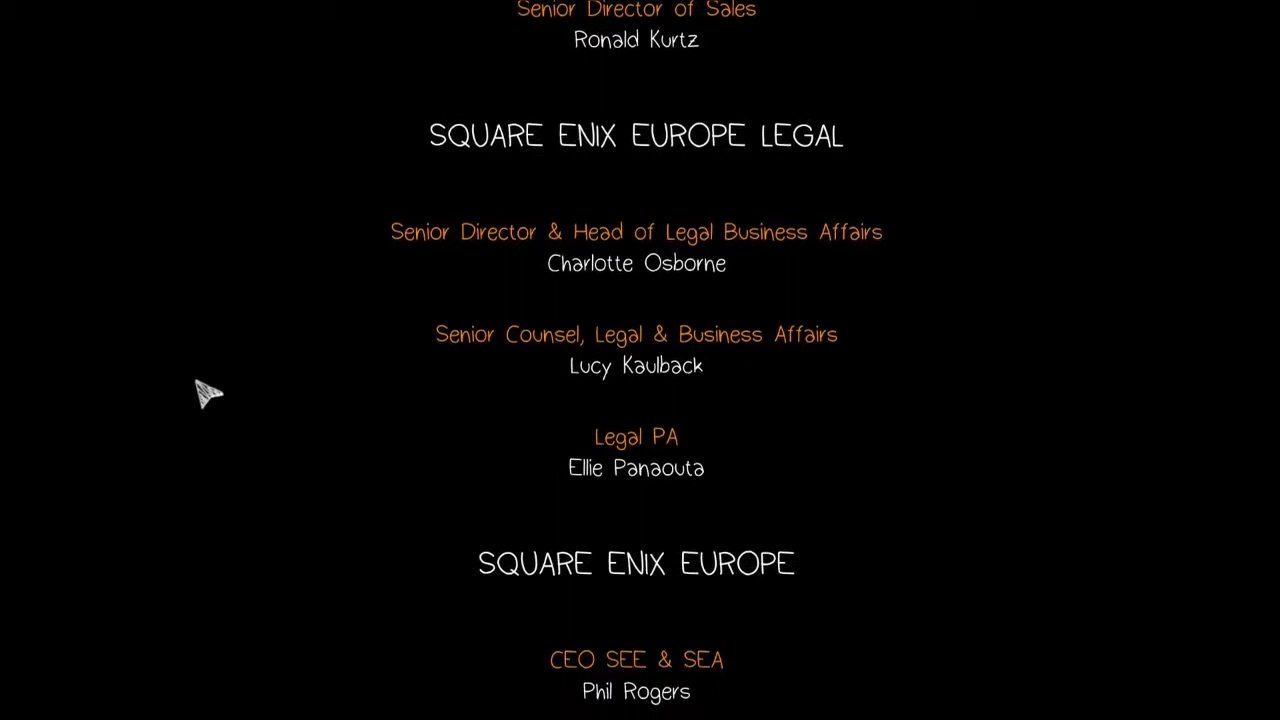 Senior Director of Sales
Ronald Kurtz
SQUARE ENIX EUROPE LEGAL
Senior Director & Head of Legal Business Affairs
Charlotte Osborne
Senior Counsel, Legal & Business Affairs
Lucy Kaulback
Legal PA
Ellie Panaouta
SQUARE ENIX EUROPE
CEO SEE & SEA
Phil Rogers